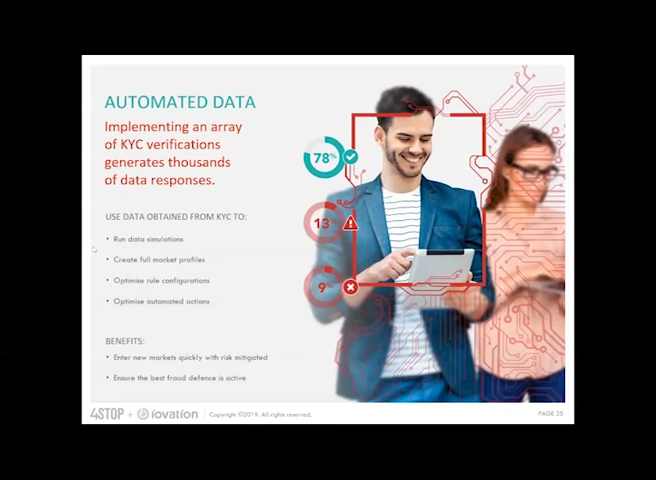 AUTOMATED DATA
Implementing an array
of KYC verifications
generates thousands
of data responses.
USE DATA OBTAINED FROM KYC TO:
• Run data simulations
• Create full market profiles
• Optimise rule configurations
• Optimise automated actions
BENEFITS:
• Enter new markets quickly with risk mitigated
• Ensure the best fraud defence is active
78%
13%
9%
4STOP + iovation | Copyright ©2019. All rights reserved.
PAGE 25